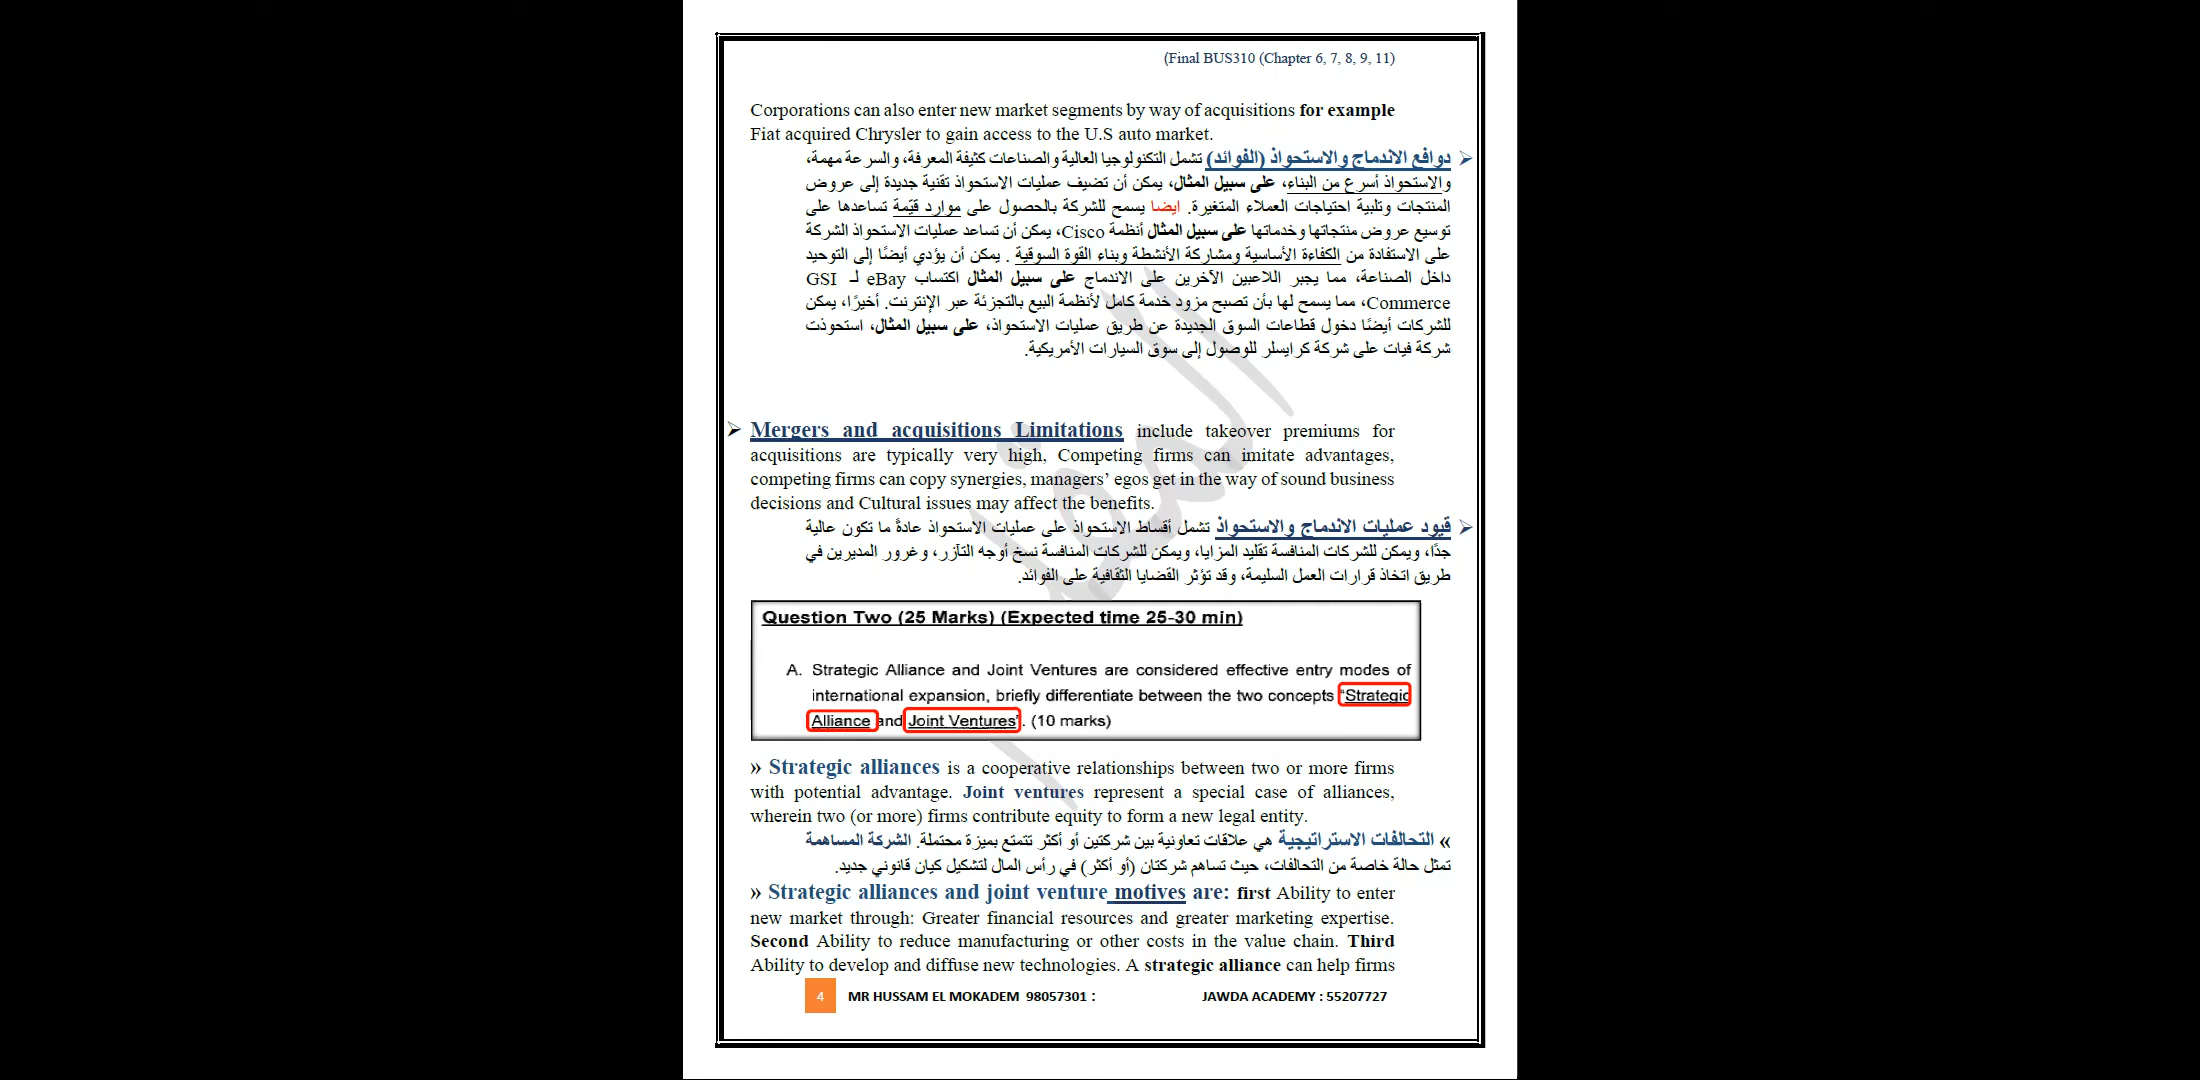 (Final BUS310 (Chapter 6, 7, 8, 9, 11)
Corporations can also enter new market segments by way of acquisitions for example
Fiat acquired Chrysler to gain access to the U.S auto market.
➢ دوافع الاندماج والاستحواذ (الفوائد) تشمل التكنولوجيا العالية والصناعات كثيفة المعرفة، والسرعة مهمة،
والاستحواذ أسرع من البناء، على سبيل المثال، يمكن أن تضيف عمليات الاستحواذ تقنية جديدة إلى عروض
المنتجات وتلبية احتياجات العملاء المتغيرة. ايضا يسمح للشركة بالحصول على موارد قيّمة تساعدها على
توسيع عروض منتجاتها وخدماتها على سبيل المثال أنظمة Cisco، يمكن أن تساعد عمليات الاستحواذ الشركة
على الاستفادة من الكفاءة الأساسية ومشاركة الأنشطة وبناء القوة السوقية . يمكن أن يؤدي أيضًا إلى التوحيد
داخل الصناعة، مما يجبر اللاعبين الآخرين على الاندماج على سبيل المثال اكتساب eBay لـ GSI
Commerce، مما يسمح لها بأن تصبح مزود خدمة كامل لأنظمة البيع بالتجزئة عبر الإنترنت. أخيرًا، يمكن
للشركات أيضًا دخول قطاعات السوق الجديدة عن طريق عمليات الاستحواذ، على سبيل المثال، استحوذت
شركة فيات على شركة كرايسلر للوصول إلى سوق السيارات الأمريكية.
➢ Mergers and acquisitions Limitations include takeover premiums for
acquisitions are typically very high, Competing firms can imitate advantages,
competing firms can copy synergies, managers’ egos get in the way of sound business
decisions and Cultural issues may affect the benefits.
➢ قيود عمليات الاندماج والاستحواذ تشمل أقساط الاستحواذ على عمليات الاستحواذ عادةً ما تكون عالية
جدًا، ويمكن للشركات المنافسة تقليد المزايا، ويمكن للشركات المنافسة نسخ أوجه التآزر، وغرور المديرين في
طريق اتخاذ قرارات العمل السليمة، وقد تؤثر القضايا الثقافية على الفوائد.
Question Two (25 Marks) (Expected time 25-30 min)
A. Strategic Alliance and Joint Ventures are considered effective entry modes of
international expansion, briefly differentiate between the two concepts "Strategic
Alliance and Joint Ventures". (10 marks)
» Strategic alliances is a cooperative relationships between two or more firms
with potential advantage. Joint ventures represent a special case of alliances,
wherein two (or more) firms contribute equity to form a new legal entity.
» التحالفات الاستراتيجية هي علاقات تعاونية بين شركتين أو أكثر تتمتع بميزة محتملة. الشركة المساهمة
تمثل حالة خاصة من التحالفات، حيث تساهم شركتان (أو أكثر) في رأس المال لتشكيل كيان قانوني جديد.
» Strategic alliances and joint venture motives are: first Ability to enter
new market through: Greater financial resources and greater marketing expertise.
Second Ability to reduce manufacturing or other costs in the value chain. Third
Ability to develop and diffuse new technologies. A strategic alliance can help firms
4 MR HUSSAM EL MOKADEM 98057301 : JAWDA ACADEMY : 55207727